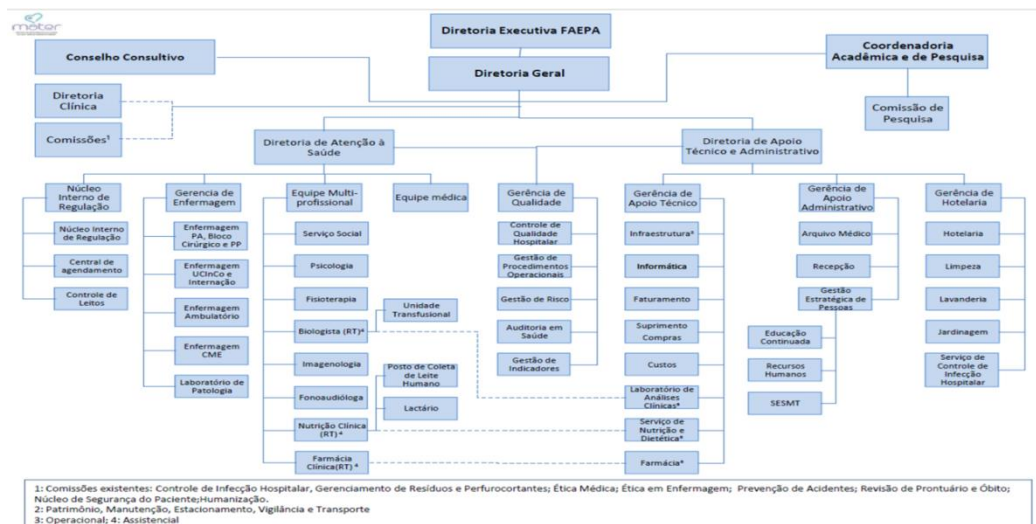 mater
Diretoria Executiva FAEPA
Conselho Consultivo
Diretoria Geral
Coordenadoria
Acadêmica e de Pesquisa
Diretoria
Clínica
Comissões¹
Comissão de
Pesquisa
Diretoria de Atenção à
Saúde
Diretoria de Apoio
Técnico e Administrativo
Núcleo
Interno de
Regulação
Gerencia de
Enfermagem
Equipe Multi-
profissional
Equipe médica
Gerência de
Qualidade
Gerência de
Apoio Técnico
Gerência de
Apoio
Administrativo
Gerência de
Hotelaria
Núcleo Interno
de Regulação
Central de
agendamento
Controle de
Leitos
Enfermagem
PA, Bloco
Cirúrgico e PP
Enfermagem
UCInCo e
Internação
Enfermagem
Ambulatório
Enfermagem
CME
Laboratório de
Patologia
Serviço Social
Psicologia
Fisioterapia
Biologista (RT)⁴
Imagenologia
Fonoaudióloga
Nutrição Clínica
(RT)⁴
Farmácia
Clínica(RT) ⁴
Unidade
Transfusional
Posto de Coleta
de Leite
Humano
Lactário
Controle de
Qualidade
Hospitalar
Gestão de
Procedimentos
Operacionais
Gestão de Risco
Auditoria em
Saúde
Gestão de
Indicadores
Infraestrutura
Informática
Faturamento
Suprimento
Compras
Custos
Laboratório de
Análises
Clínicas
Serviço de
Nutrição e
Dietética
Farmácia
Arquivo Médico
Recepção
Gestão
Estratégica de
Pessoas
Educação
Continuada
Recursos
Humanos
SESMT
Hotelaria
Limpeza
Lavanderia
Jardinagem
Serviço de
Controle de
Infecção
Hospitalar
1: Comissões existentes: Controle de Infecção Hospitalar, Gerenciamento de Resíduos e Perfurocortantes; Ética Médica; Ética em Enfermagem; Prevenção de Acidentes; Revisão de Prontuário e Óbito;
Núcleo de Segurança do Paciente;Humanização.
2: Patrimônio, Manutenção, Estacionamento, Vigilância e Transporte
3: Operacional; 4: Assistencial